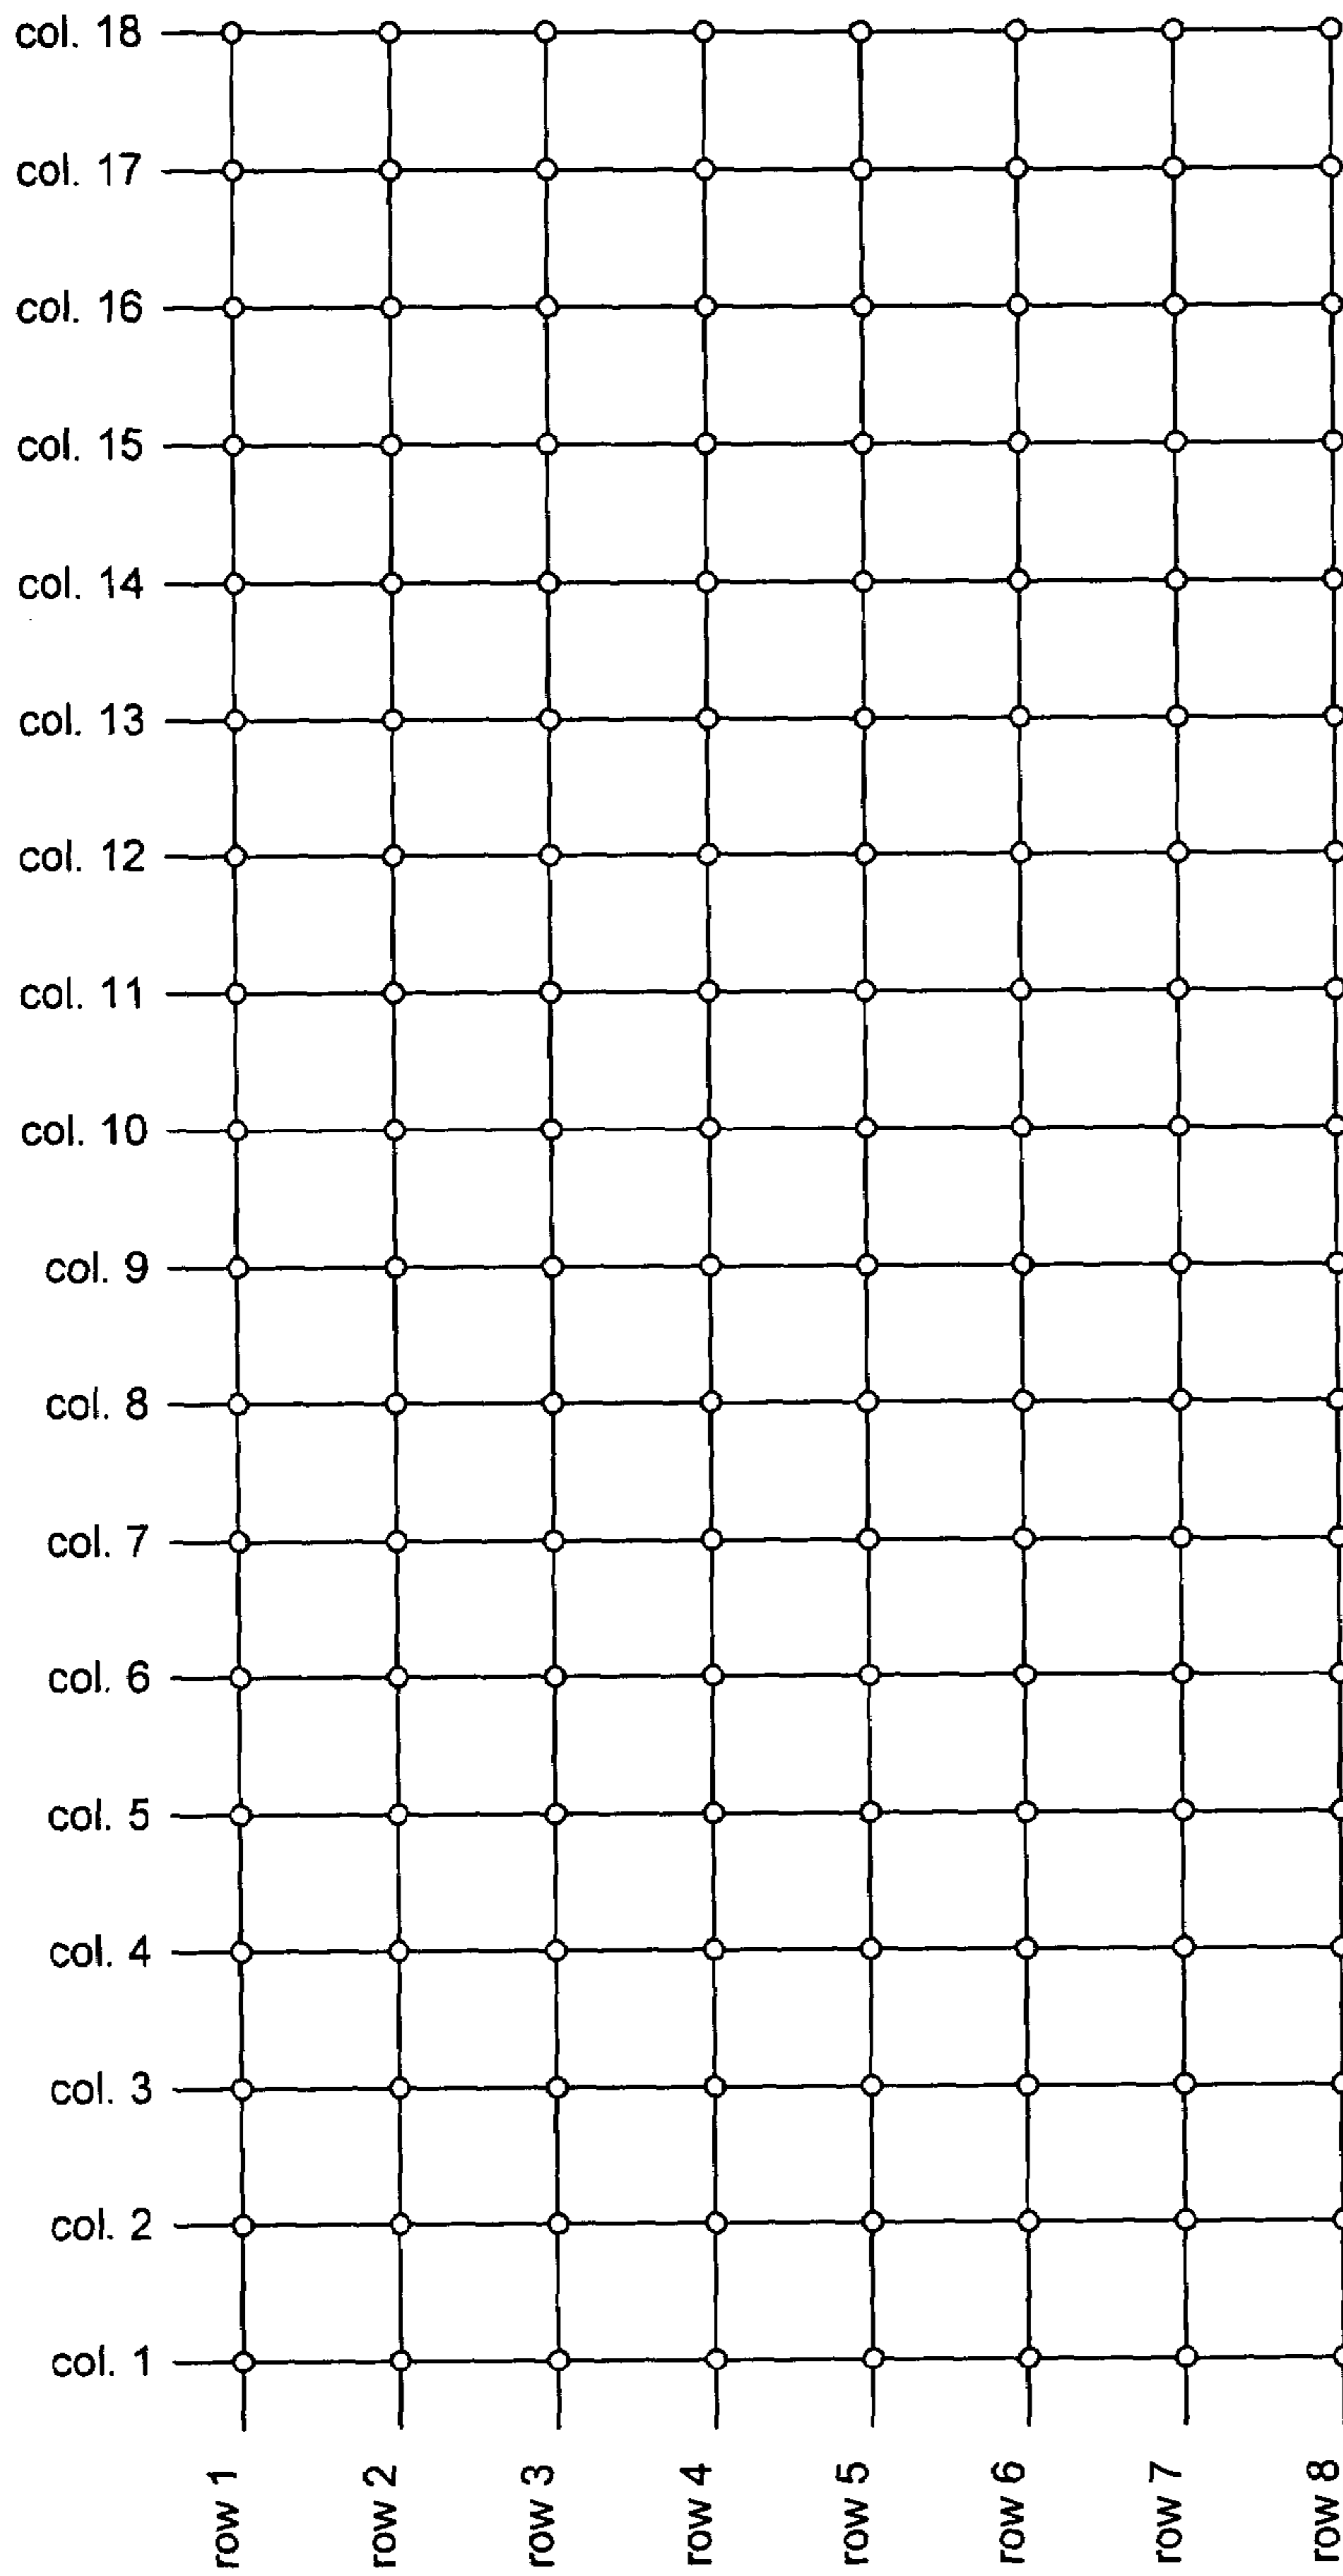 col. 18
col. 17
col. 16
col. 15
col. 14
col. 13
col. 12
col. 11
col. 10
col. 9
col. 8
col. 7
col. 6
col. 5
col. 4
col. 3
col. 2
col. 1
row 1
row 2
row 3
row 4
row 5
row 6
row 7
row 8